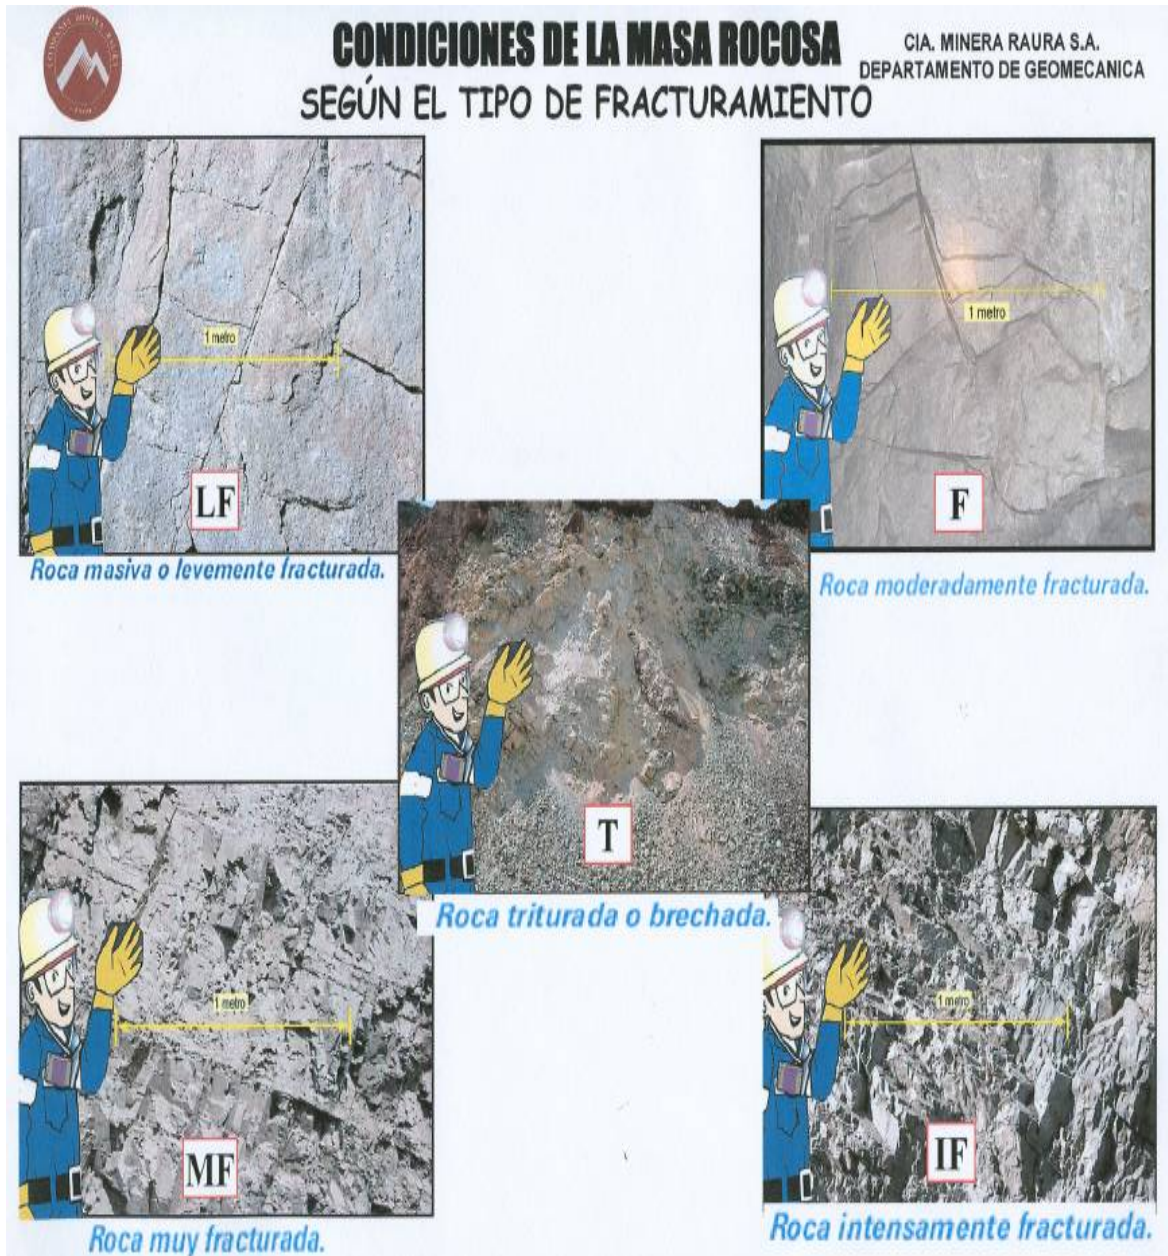 CONDICIONES DE LA MASA ROCOSA
SEGÚN EL TIPO DE FRACTURAMIENTO
CIA. MINERA RAURA S.A.
DEPARTAMENTO DE GEOMECANICA
1 metro
LF
Roca masiva o levemente fracturada.
1 metro
F
Roca moderadamente fracturada.
T
Roca triturada o brechada.
1 metro
MF
Roca muy fracturada.
1 metro
IF
Roca intensamente fracturada.